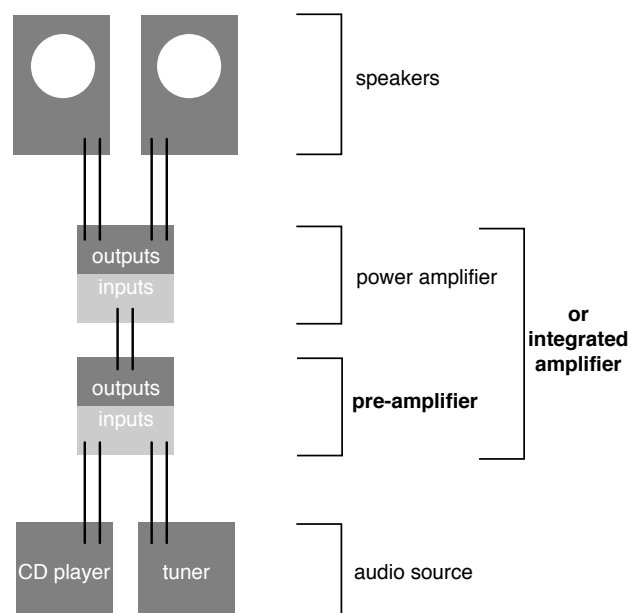 speakers
outputs
inputs
power amplifier
or
integrated
amplifier
outputs
inputs
pre-amplifier
CD player
tuner
audio source